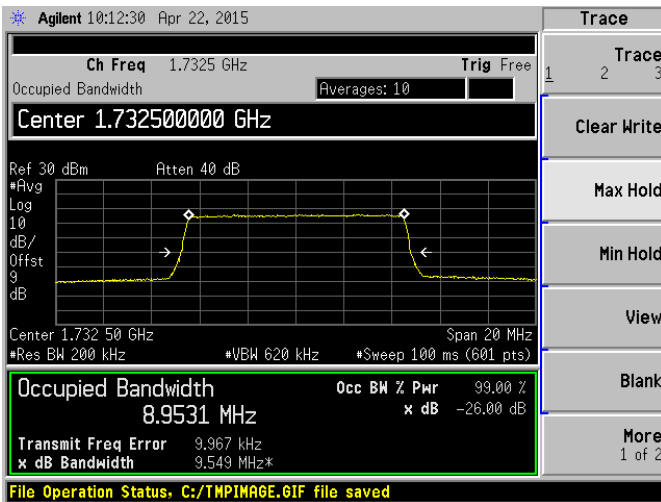 Agilent 10:12:30 Apr 22, 2015
Trace
Ch Freq 1.7325 GHz Trig Free
Occupied Bandwidth Averages: 10
Center 1.732500000 GHz
Ref 30 dBm Atten 40 dB
#Avg
Log
10
dB/
Offst
9
dB
Center 1.732 50 GHz Span 20 MHz
#Res BW 200 kHz #VBW 620 kHz #Sweep 100 ms (601 pts)
Occupied Bandwidth Occ BW % Pwr 99.00 %
8.9531 MHz x dB -26.00 dB
Transmit Freq Error 9.967 kHz
x dB Bandwidth 9.549 MHz*
File Operation Status, C:/TMPIMAGE.GIF file saved
Trace
1 2 3
Clear Write
Max Hold
Min Hold
View
Blank
More
1 of 2